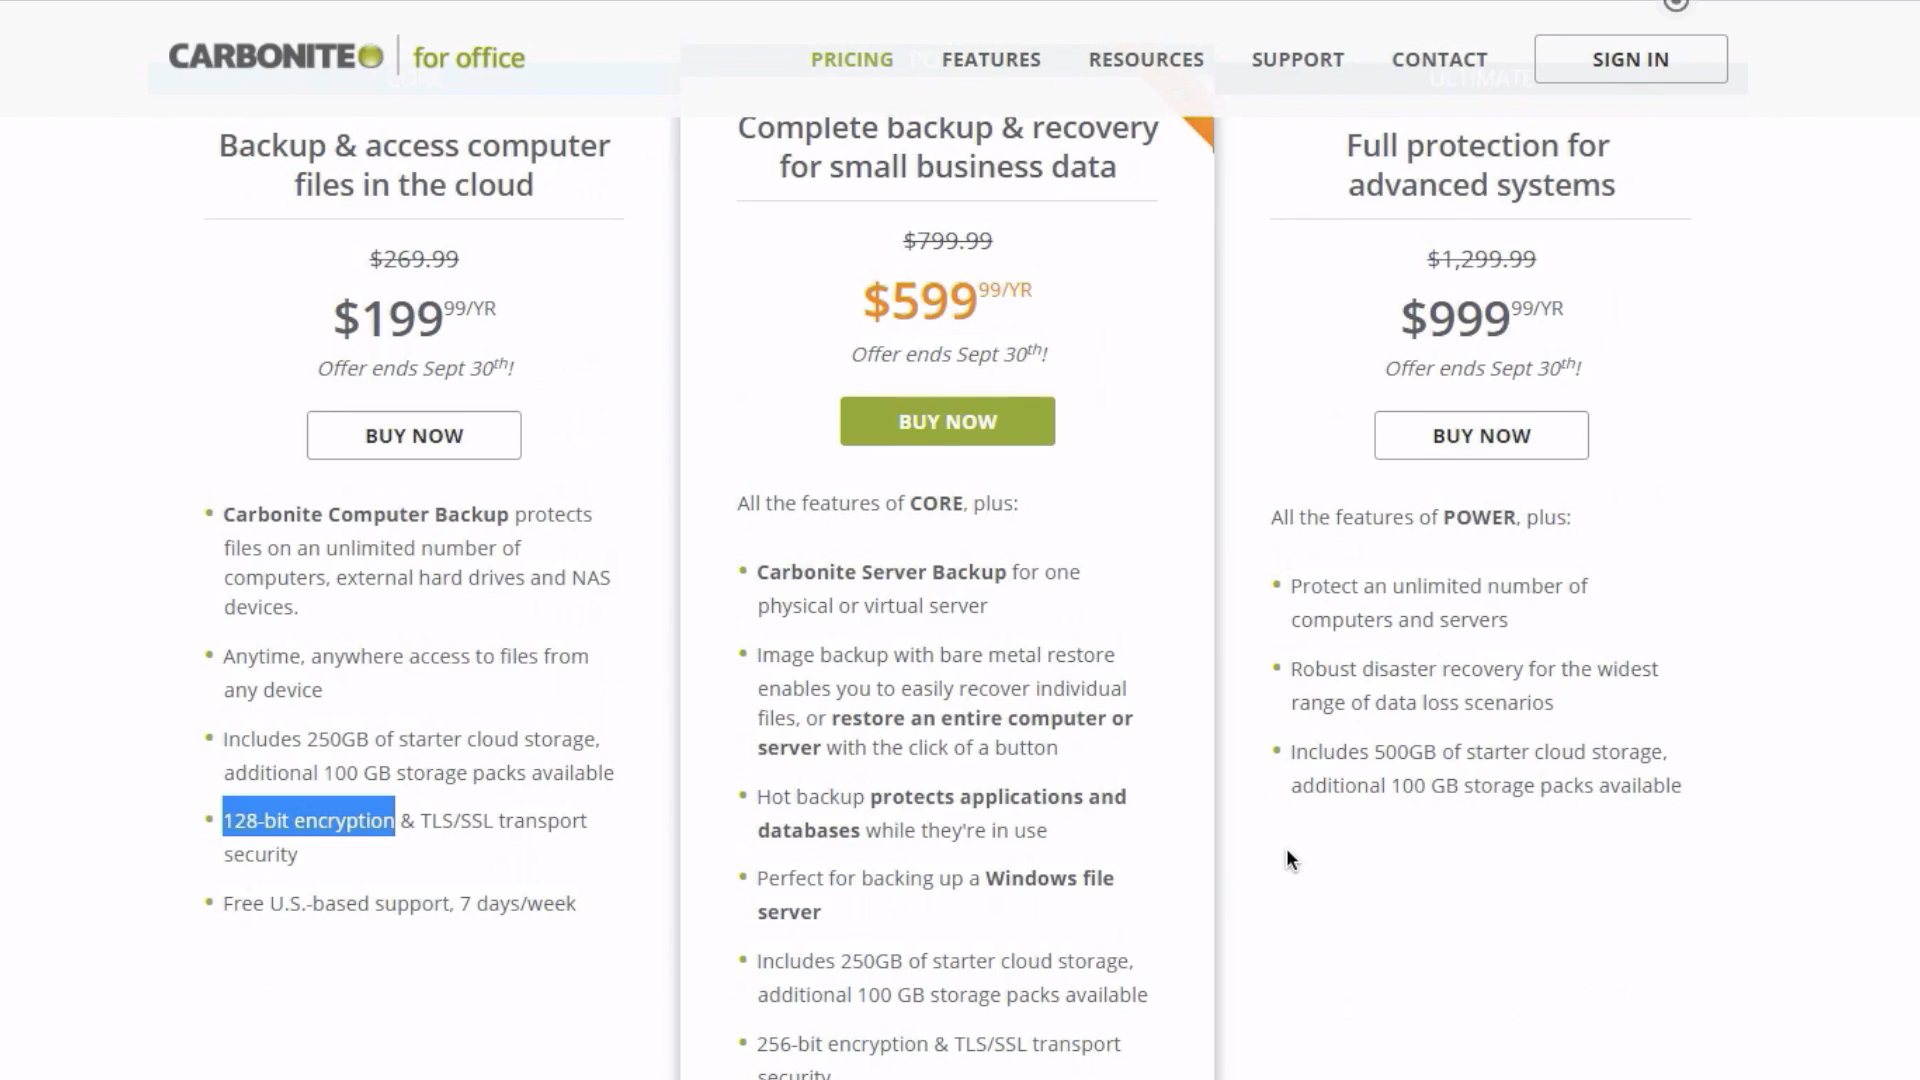 CARBONITE for office
PRICING FEATURES RESOURCES SUPPORT CONTACT SIGN IN
ULTIMATE
Backup & access computer
files in the cloud
$269.99
$199 99/YR
Offer ends Sept 30th!
BUY NOW
• Carbonite Computer Backup protects
files on an unlimited number of
computers, external hard drives and NAS
devices.
• Anytime, anywhere access to files from
any device
• Includes 250GB of starter cloud storage,
additional 100 GB storage packs available
• 128-bit encryption & TLS/SSL transport
security
• Free U.S.-based support, 7 days/week
Complete backup & recovery
for small business data
$799.99
$599 99/YR
Offer ends Sept 30th!
BUY NOW
All the features of CORE, plus:
• Carbonite Server Backup for one
physical or virtual server
• Image backup with bare metal restore
enables you to easily recover individual
files, or restore an entire computer or
server with the click of a button
• Hot backup protects applications and
databases while they're in use
• Perfect for backing up a Windows file
server
• Includes 250GB of starter cloud storage,
additional 100 GB storage packs available
• 256-bit encryption & TLS/SSL transport
security
Full protection for
advanced systems
$1,299.99
$999 99/YR
Offer ends Sept 30th!
BUY NOW
All the features of POWER, plus:
• Protect an unlimited number of
computers and servers
• Robust disaster recovery for the widest
range of data loss scenarios
• Includes 500GB of starter cloud storage,
additional 100 GB storage packs available